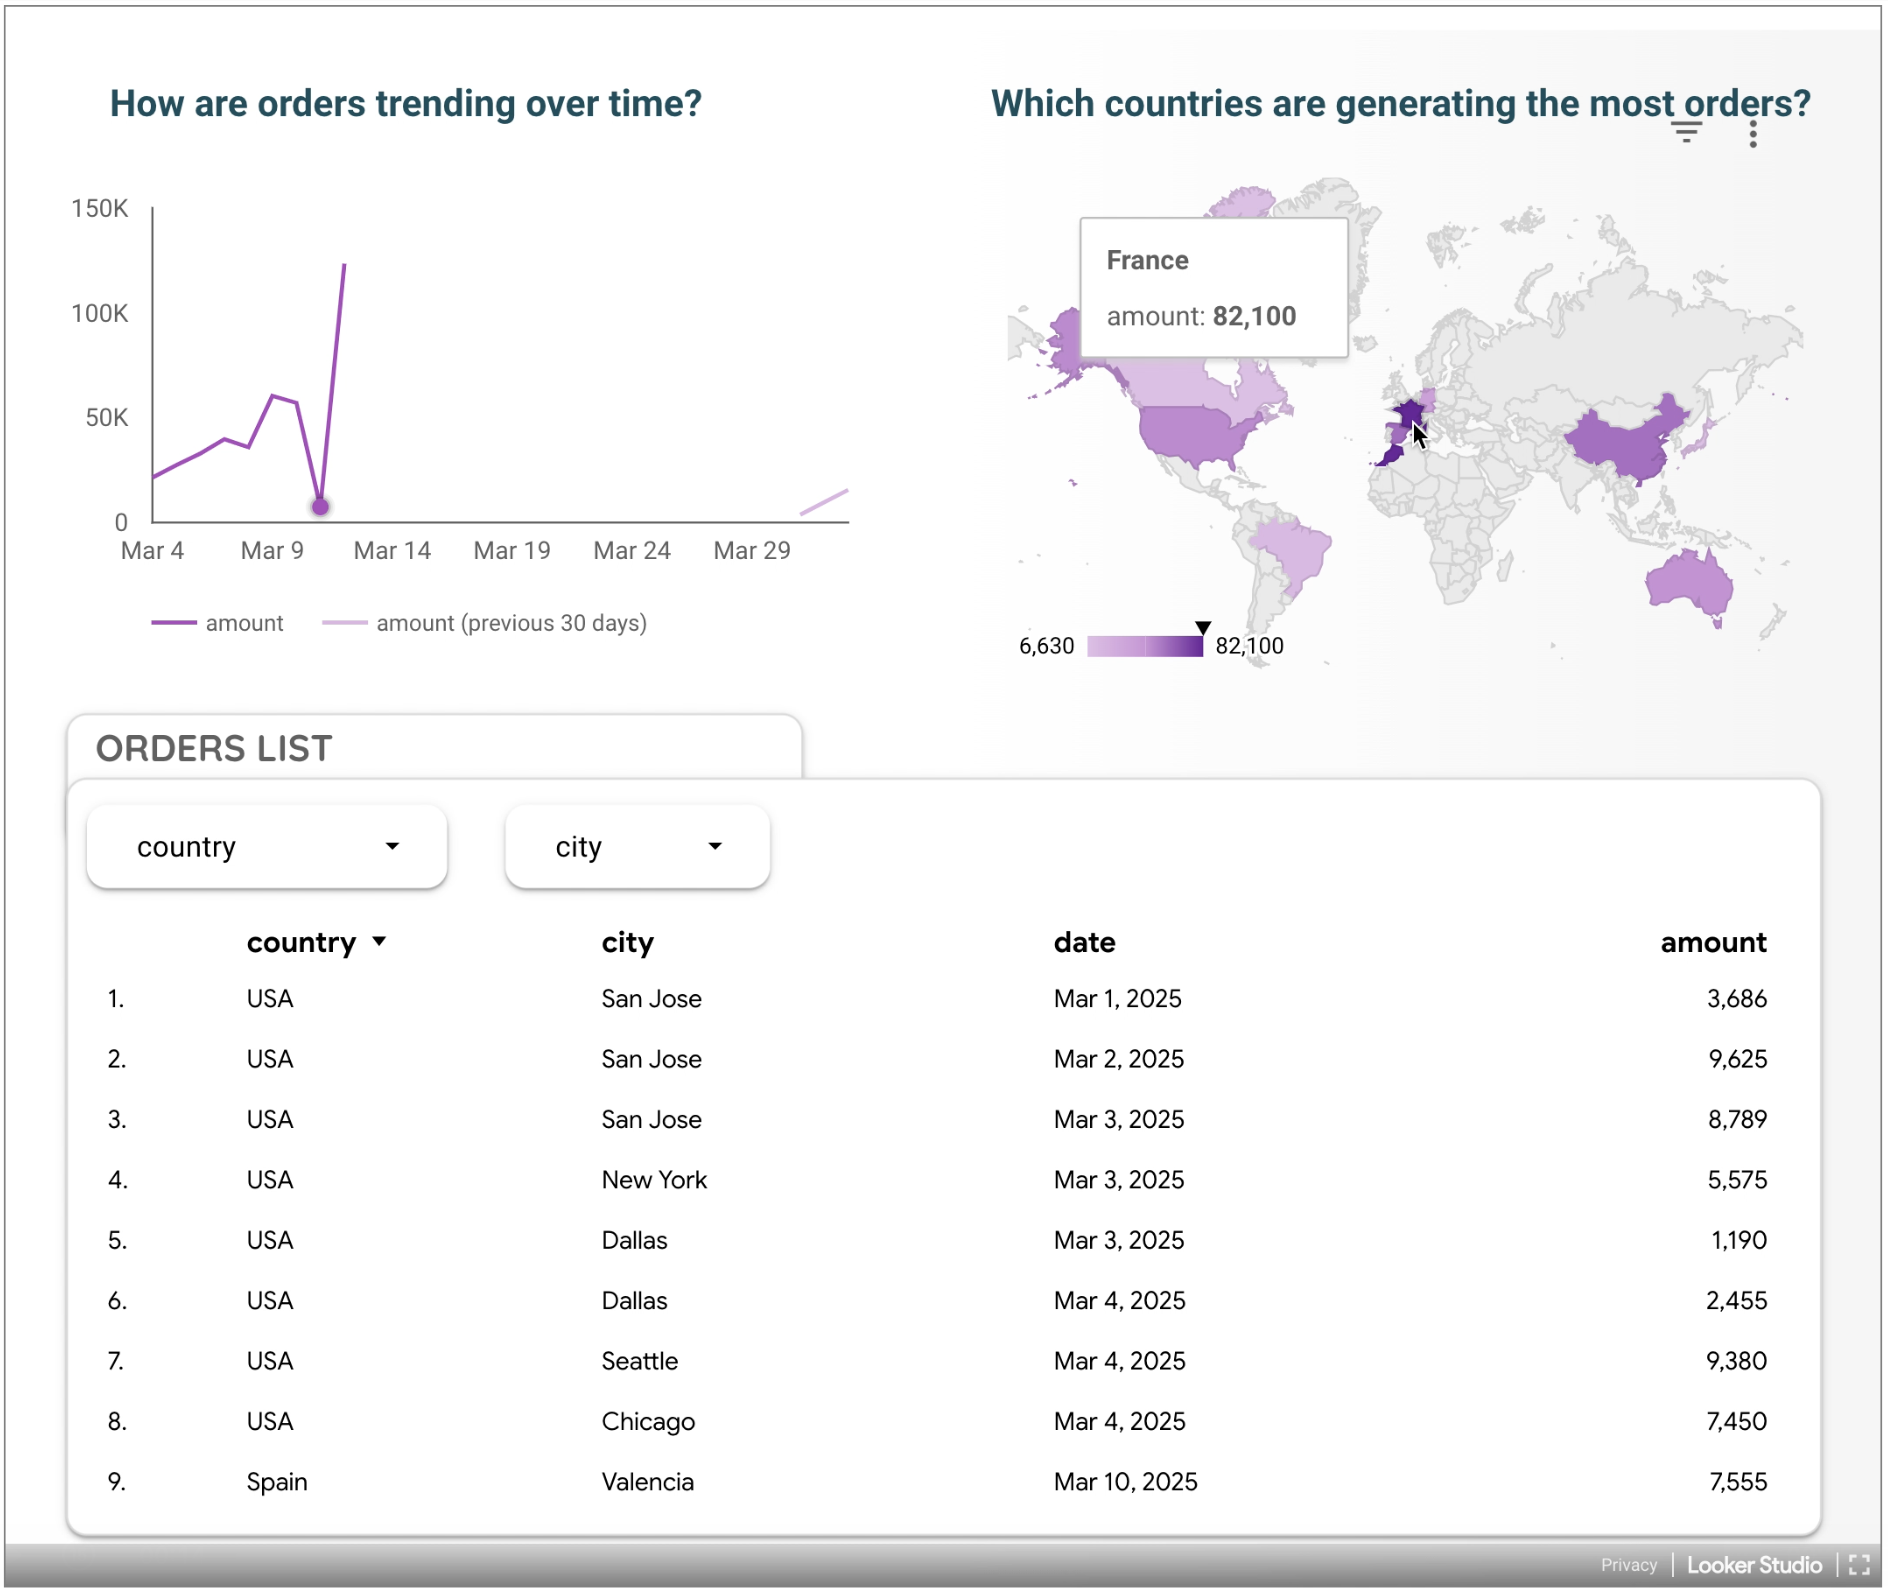 How are orders trending over time?
150K
100K
50K
0
Mar 4 Mar 9 Mar 14 Mar 19 Mar 24 Mar 29
amount amount (previous 30 days)
Which countries are generating the most orders?
France
amount: 82,100
6,630 82,100
ORDERS LIST
country city
country city date amount
1. USA San Jose Mar 1, 2025 3,686
2. USA San Jose Mar 2, 2025 9,625
3. USA San Jose Mar 3, 2025 8,789
4. USA New York Mar 3, 2025 5,575
5. USA Dallas Mar 3, 2025 1,190
6. USA Dallas Mar 4, 2025 2,455
7. USA Seattle Mar 4, 2025 9,380
8. USA Chicago Mar 4, 2025 7,450
9. Spain Valencia Mar 10, 2025 7,555
Privacy Looker Studio